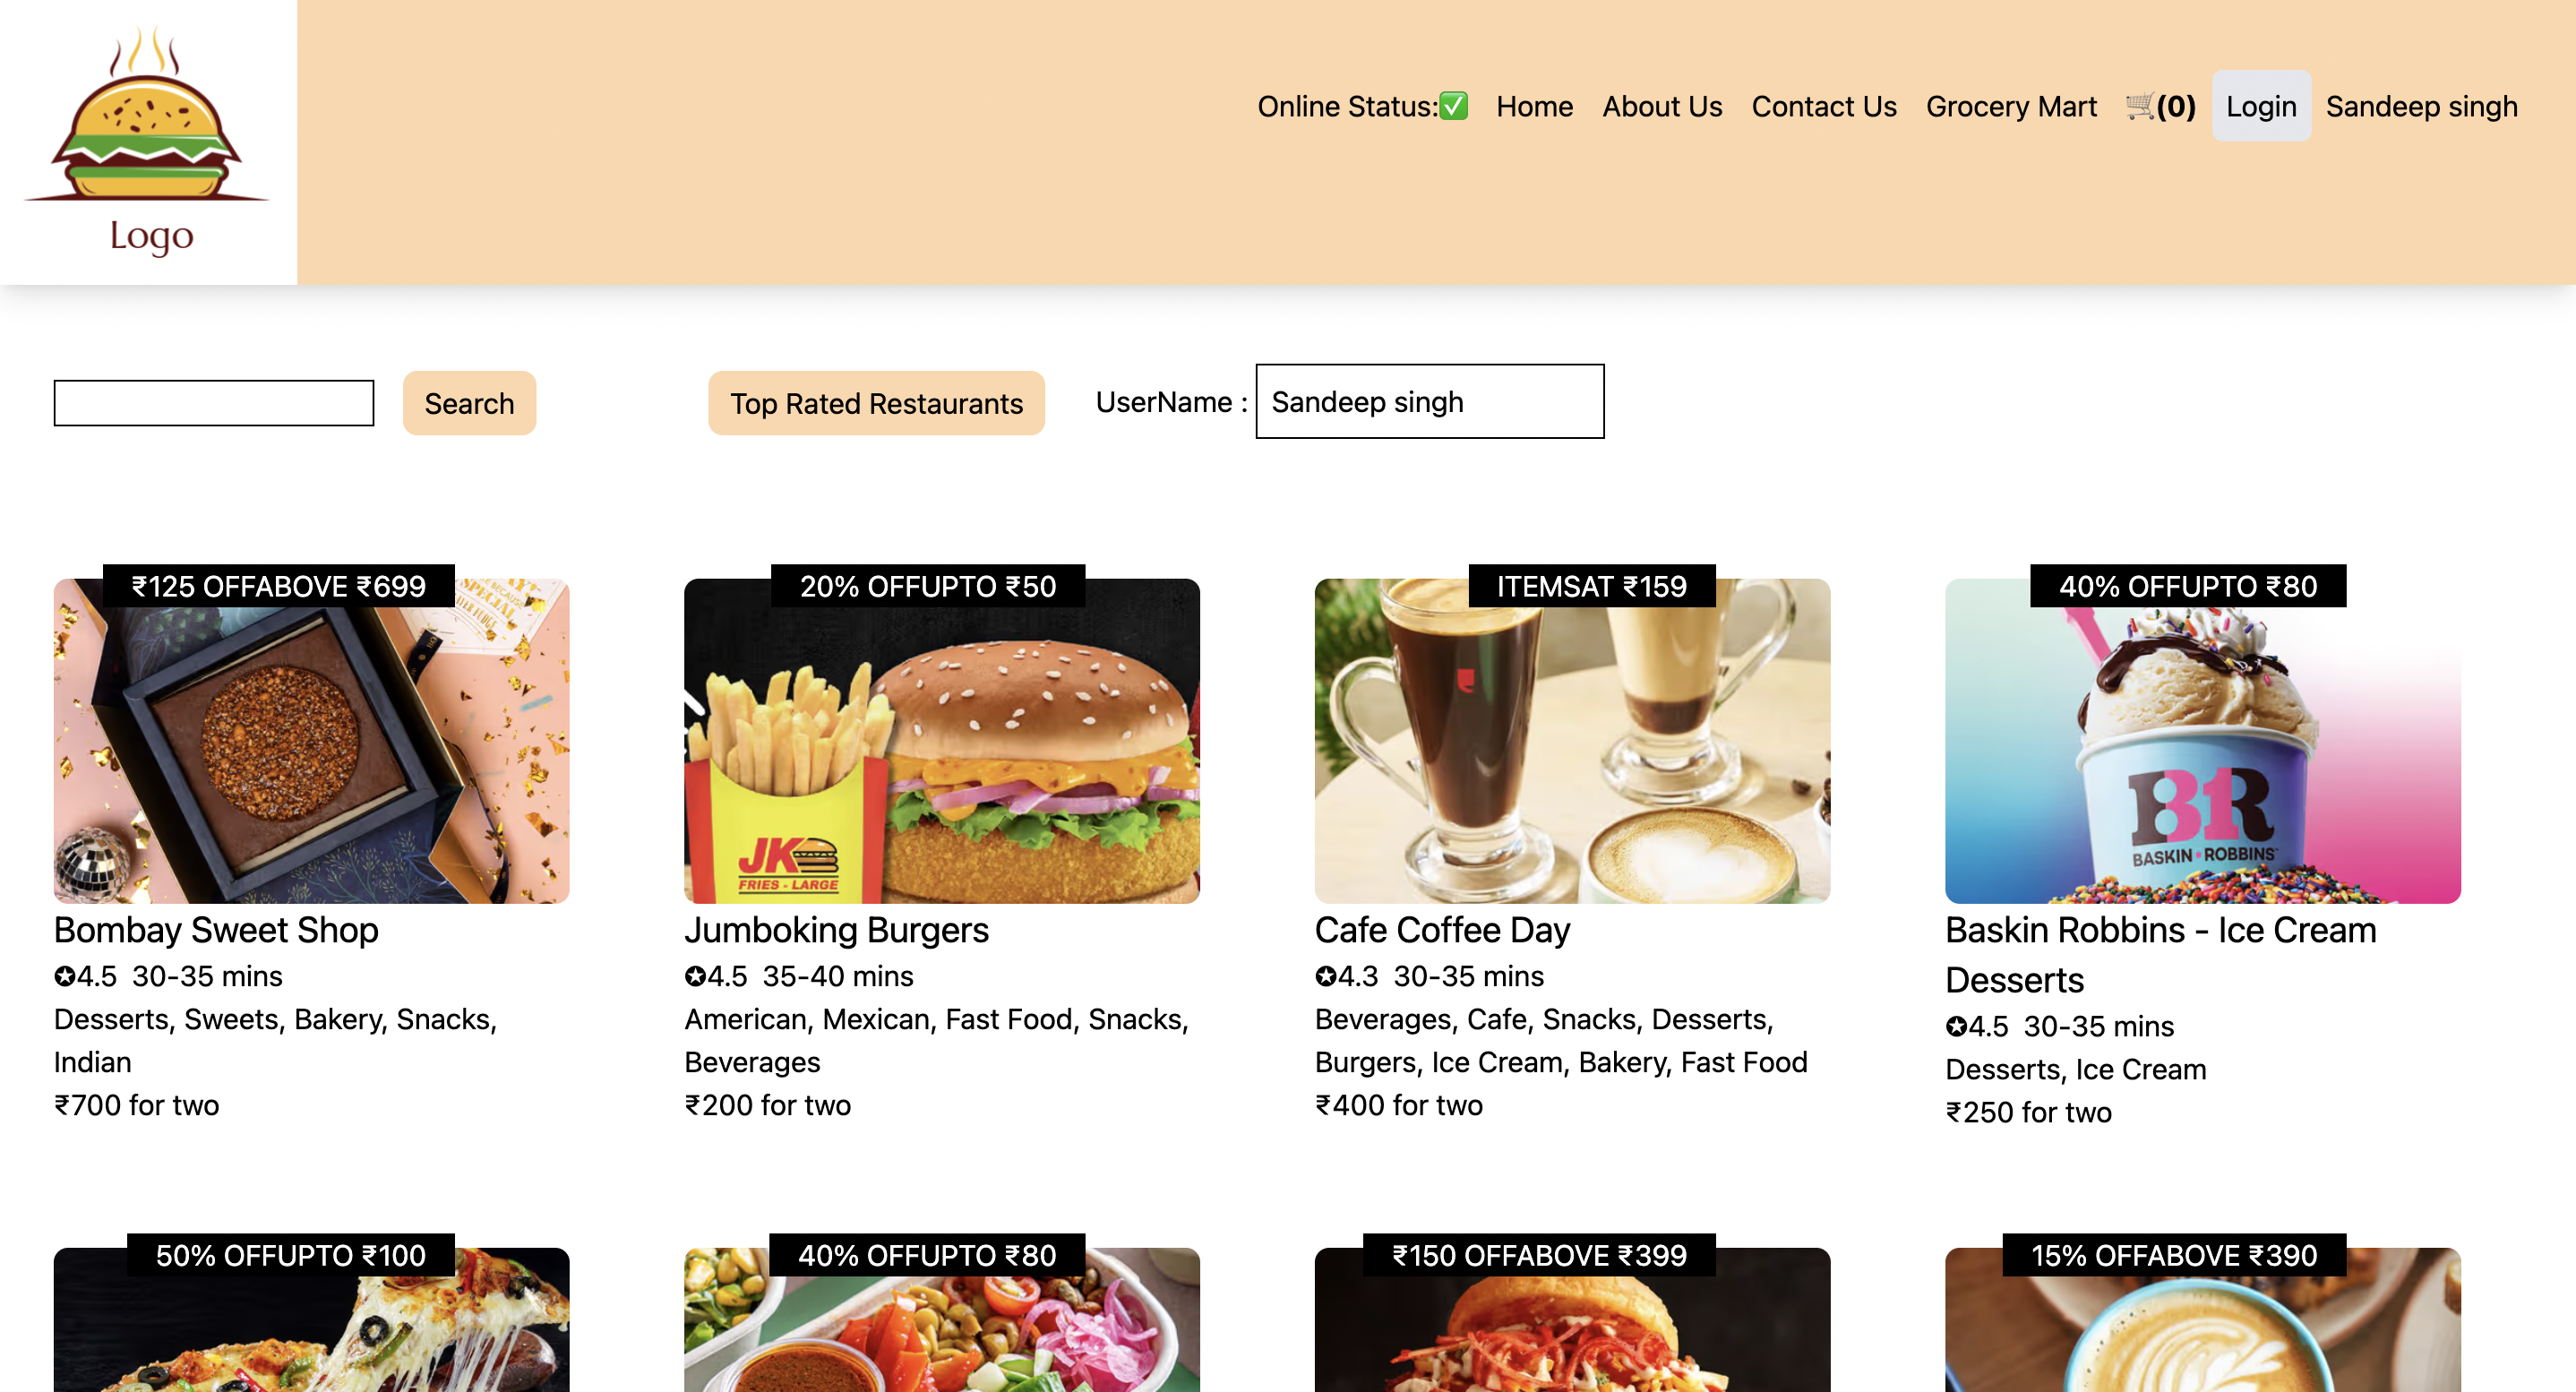 Logo
Online Status:✅ Home About Us Contact Us Grocery Mart 🛒(0) Login Sandeep singh
Search
Top Rated Restaurants
UserName : Sandeep singh
₹125 OFFABOVE ₹699
SPECIAL
Bombay Sweet Shop
✪4.5 30-35 mins
Desserts, Sweets, Bakery, Snacks,
Indian
₹700 for two
20% OFFUPTO ₹50
JK
FRIES - LARGE
Jumboking Burgers
✪4.5 35-40 mins
American, Mexican, Fast Food, Snacks,
Beverages
₹200 for two
ITEMSAT ₹159
Cafe Coffee Day
✪4.3 30-35 mins
Beverages, Cafe, Snacks, Desserts,
Burgers, Ice Cream, Bakery, Fast Food
₹400 for two
40% OFFUPTO ₹80
BR
BASKIN • ROBBINS
Baskin Robbins - Ice Cream
Desserts
✪4.5 30-35 mins
Desserts, Ice Cream
₹250 for two
50% OFFUPTO ₹100
40% OFFUPTO ₹80
₹150 OFFABOVE ₹399
15% OFFABOVE ₹390